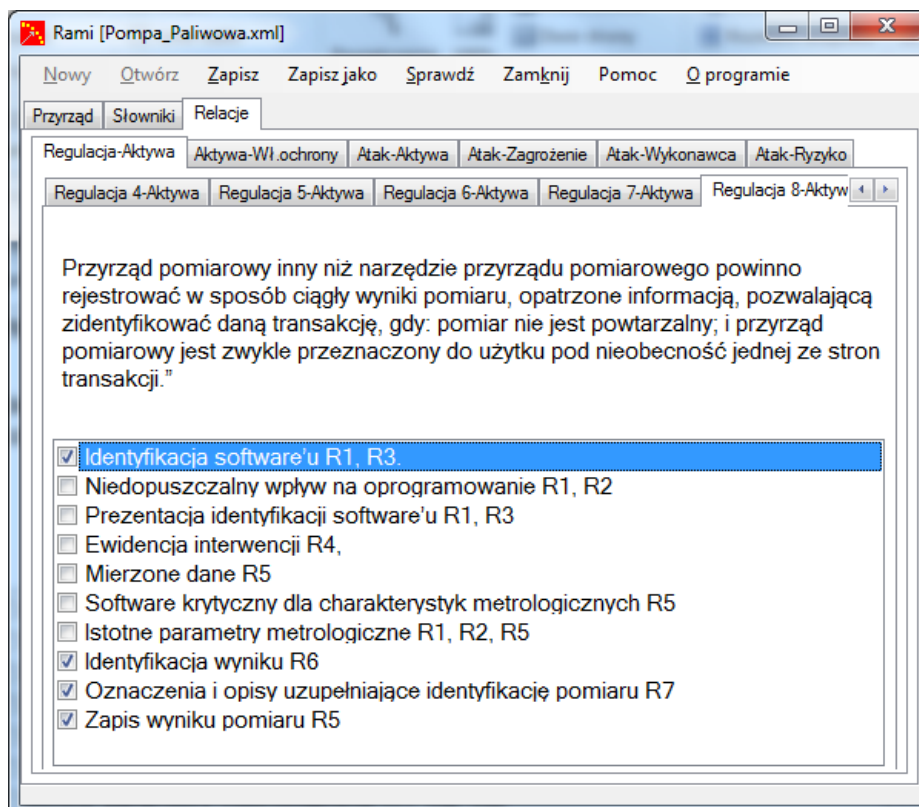 Rami [Pompa_Paliwowa.xml]
Nowy Otwórz Zapisz Zapisz jako Sprawdź Zamknij Pomoc O programie
Przyrząd Słowniki Relacje
Regulacja-Aktywa Aktywa-Wł.ochrony Atak-Aktywa Atak-Zagrożenie Atak-Wykonawca Atak-Ryzyko
Regulacja 4-Aktywa Regulacja 5-Aktywa Regulacja 6-Aktywa Regulacja 7-Aktywa Regulacja 8-Aktyw
Przyrząd pomiarowy inny niż narzędzie przyrządu pomiarowego powinno
rejestrować w sposób ciągły wyniki pomiaru, opatrzone informacją, pozwalającą
zidentyfikować daną transakcję, gdy: pomiar nie jest powtarzalny; i przyrząd
pomiarowy jest zwykle przeznaczony do użytku pod nieobecność jednej ze stron
transakcji.”
Identyfikacja software’u R1, R3.
Niedopuszczalny wpływ na oprogramowanie R1, R2
Prezentacja identyfikacji software’u R1, R3
Ewidencja interwencji R4,
Mierzone dane R5
Software krytyczny dla charakterystyk metrologicznych R5
Istotne parametry metrologiczne R1, R2, R5
Identyfikacja wyniku R6
Oznaczenia i opisy uzupełniające identyfikację pomiaru R7
Zapis wyniku pomiaru R5